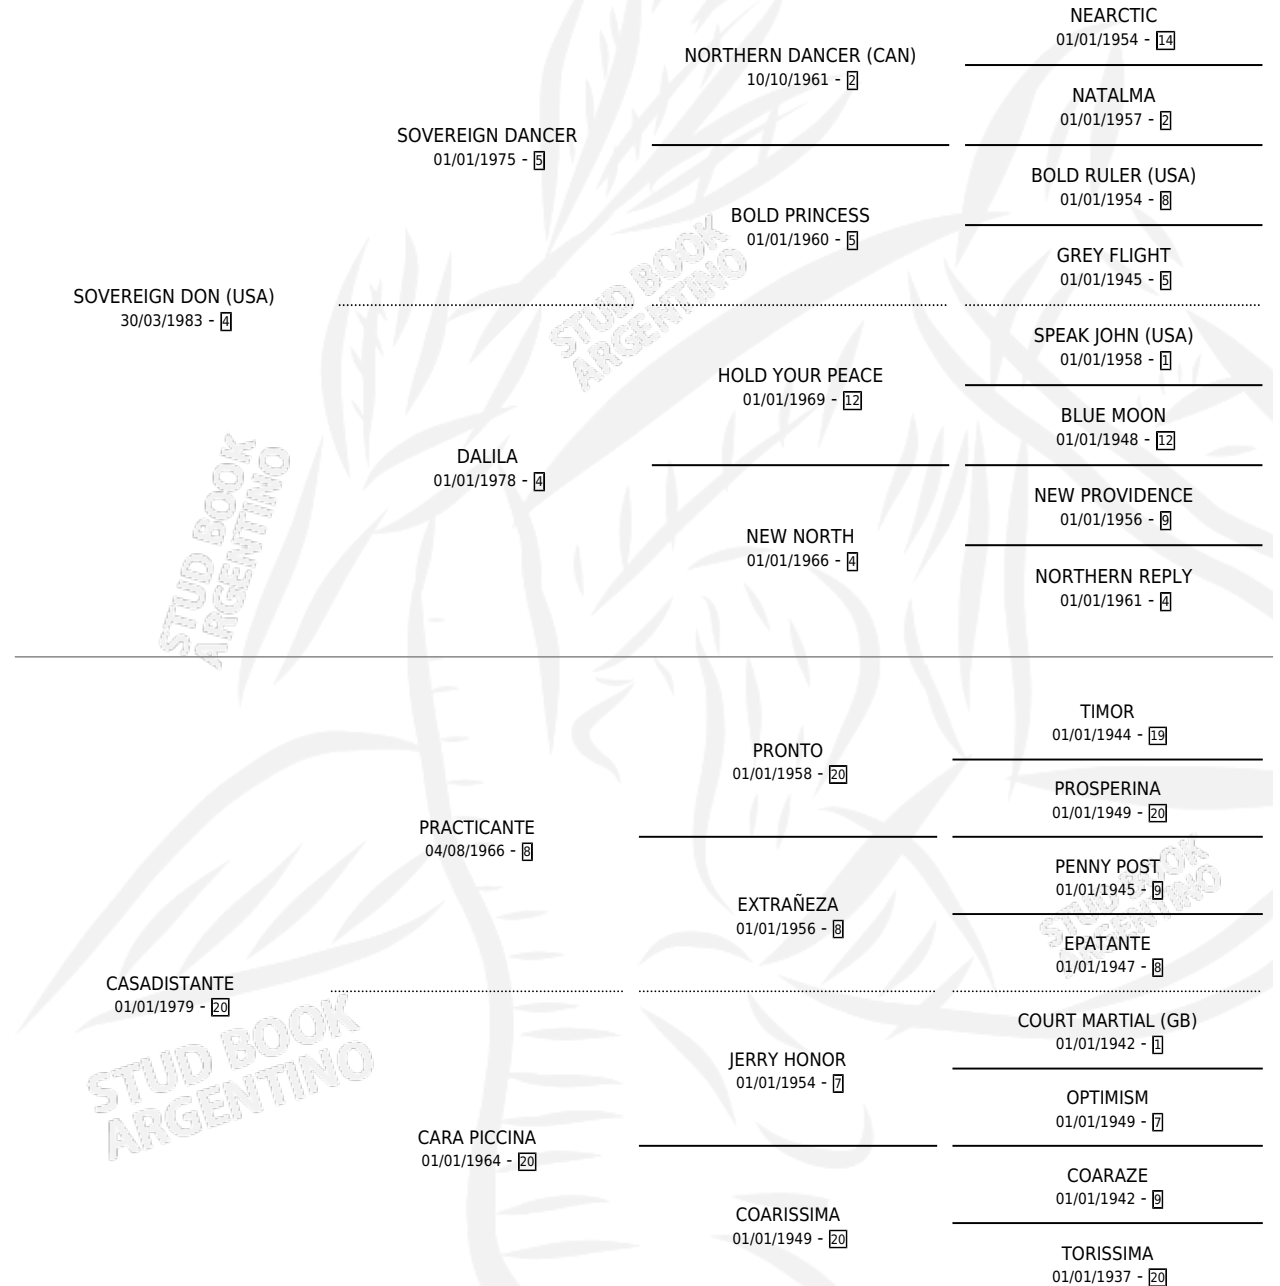 NEARCTIC
01/01/1954 - 14
NORTHERN DANCER (CAN)
10/10/1961 - 2
NATALMA
01/01/1957 - 2
SOVEREIGN DANCER
01/01/1975 - 5
BOLD RULER (USA)
01/01/1954 - 8
BOLD PRINCESS
01/01/1960 - 5
GREY FLIGHT
01/01/1945 - 5
SOVEREIGN DON (USA)
30/03/1983 - 4
STUD BOOK
ARGENTINO
SPEAK JOHN (USA)
01/01/1958 - 1
HOLD YOUR PEACE
01/01/1969 - 12
BLUE MOON
01/01/1948 - 12
DALILA
01/01/1978 - 4
NEW PROVIDENCE
01/01/1956 - 9
NEW NORTH
01/01/1966 - 4
NORTHERN REPLY
01/01/1961 - 4
STUD BOOK
ARGENTINO
TIMOR
01/01/1944 - 19
PRONTO
01/01/1958 - 20
PROSPERINA
01/01/1949 - 20
PRACTICANTE
04/08/1966 - 8
PENNY POST
01/01/1945 - 9
EXTRAÑEZA
01/01/1956 - 8
EPATANTE
01/01/1947 - 8
STUD BOOK
ARGENTINO
CASADISTANTE
01/01/1979 - 20
COURT MARTIAL (GB)
01/01/1942 - 1
JERRY HONOR
01/01/1954 - 7
OPTIMISM
01/01/1949 - 7
STUD BOOK
ARGENTINO
CARA PICCINA
01/01/1964 - 20
COARAZE
01/01/1942 - 9
COARISSIMA
01/01/1949 - 20
TORISSIMA
01/01/1937 - 20